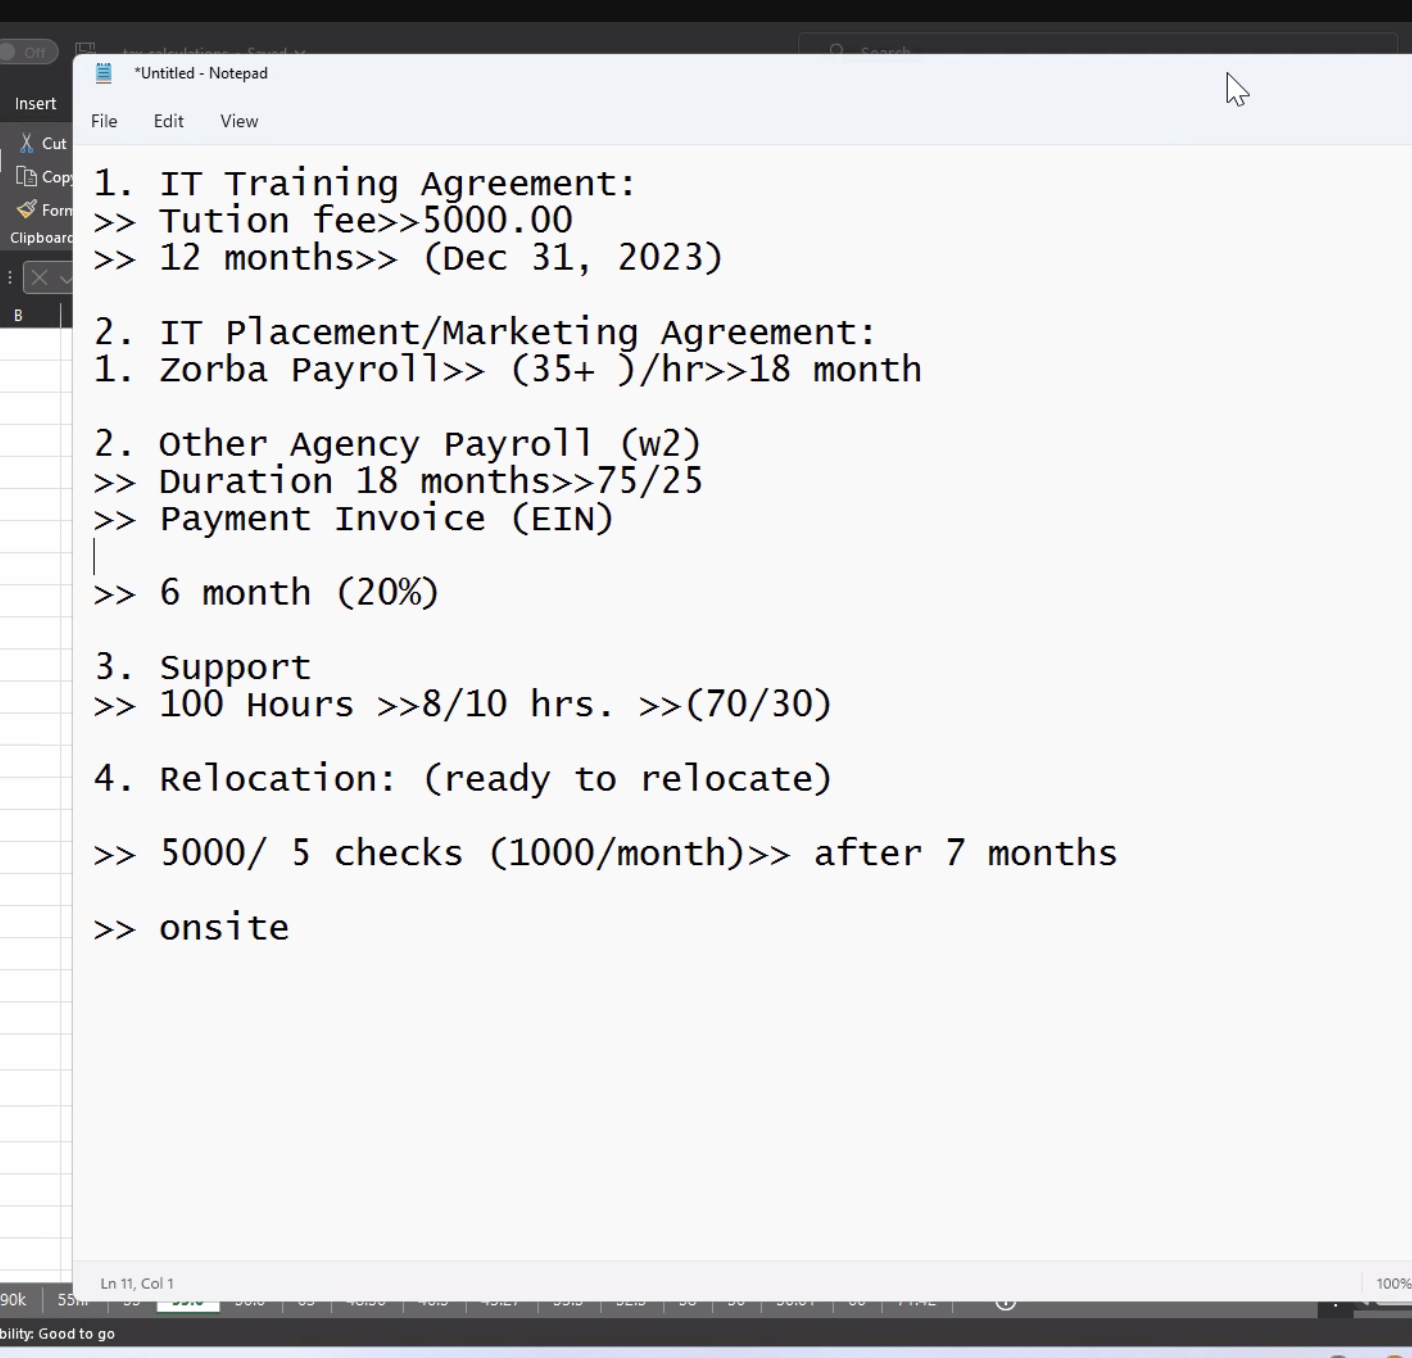 Off
Search
*Untitled - Notepad
Insert
File Edit View
Cut
Copy
Clipboard
B
1. IT Training Agreement:
>> Tution fee>>5000.00
>> 12 months>> (Dec 31, 2023)
2. IT Placement/Marketing Agreement:
1. Zorba Payroll>> (35+ )/hr>>18 month
2. Other Agency Payroll (w2)
>> Duration 18 months>>75/25
>> Payment Invoice (EIN)
>> 6 month (20%)
3. Support
>> 100 Hours >>8/10 hrs. >>(70/30)
4. Relocation: (ready to relocate)
>> 5000/ 5 checks (1000/month)>> after 7 months
>> onsite
Ln 11, Col 1 100%
90k
bility: Good to go